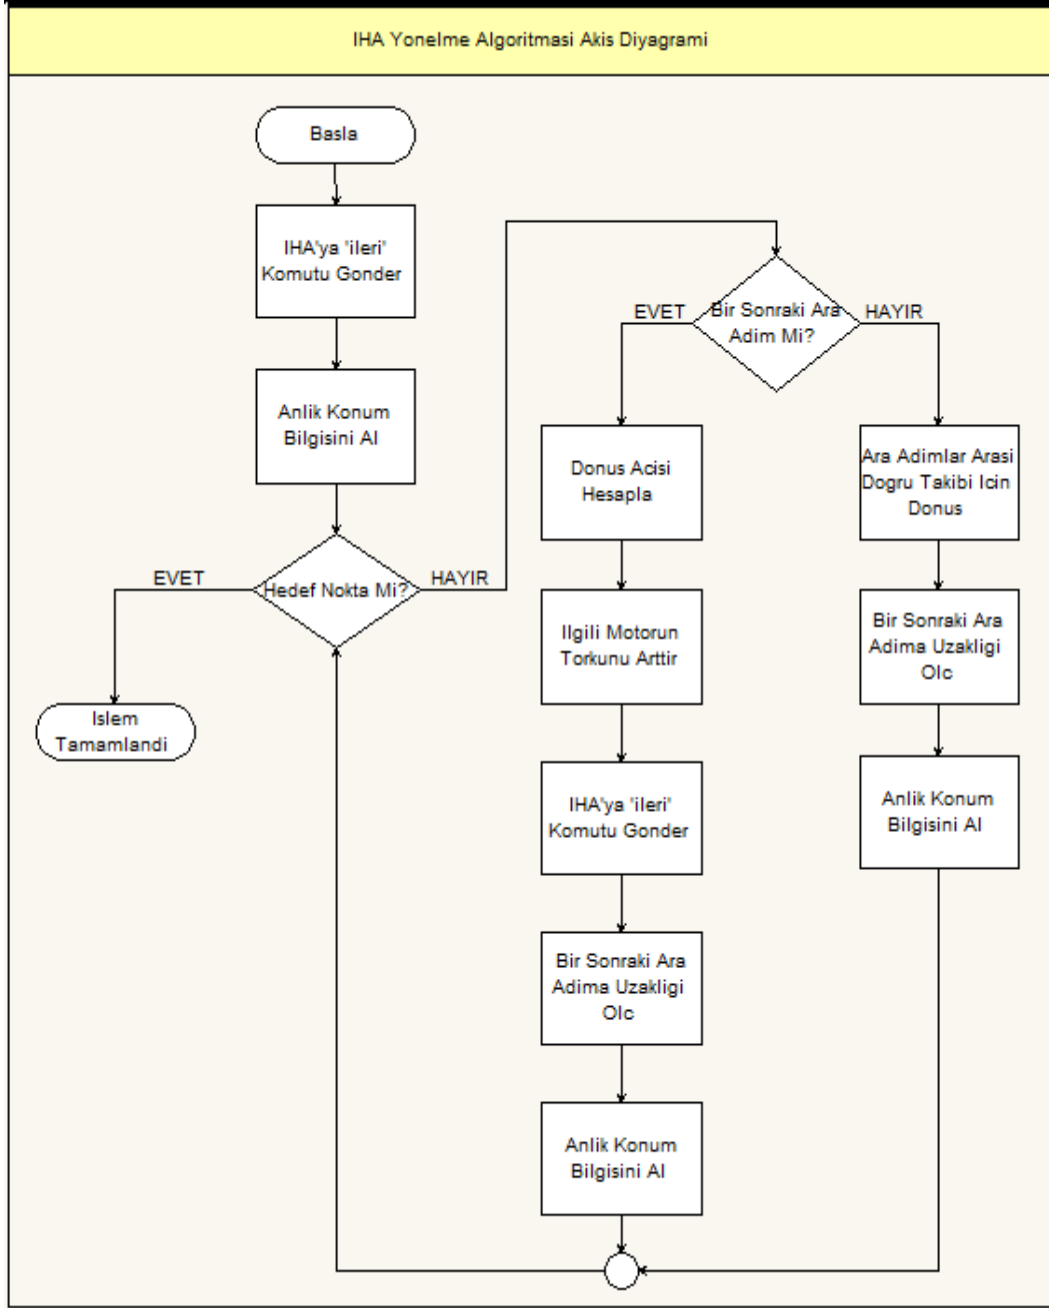 IHA Yonelme Algoritmasi Akis Diyagrami
Basla
IHA'ya 'ileri'
Komutu Gonder
Anlik Konum
Bilgisini Al
Hedef Nokta Mi?
EVET
HAYIR
Islem
Tamamlandi
Bir Sonraki Ara
Adim Mi?
EVET
HAYIR
Donus Acisi
Hesapla
Ilgili Motorun
Torkunu Arttir
IHA'ya 'ileri'
Komutu Gonder
Bir Sonraki Ara
Adima Uzakligi
Olc
Anlik Konum
Bilgisini Al
Ara Adimlar Arasi
Dogru Takibi Icin
Donus
Bir Sonraki Ara
Adima Uzakligi
Olc
Anlik Konum
Bilgisini Al